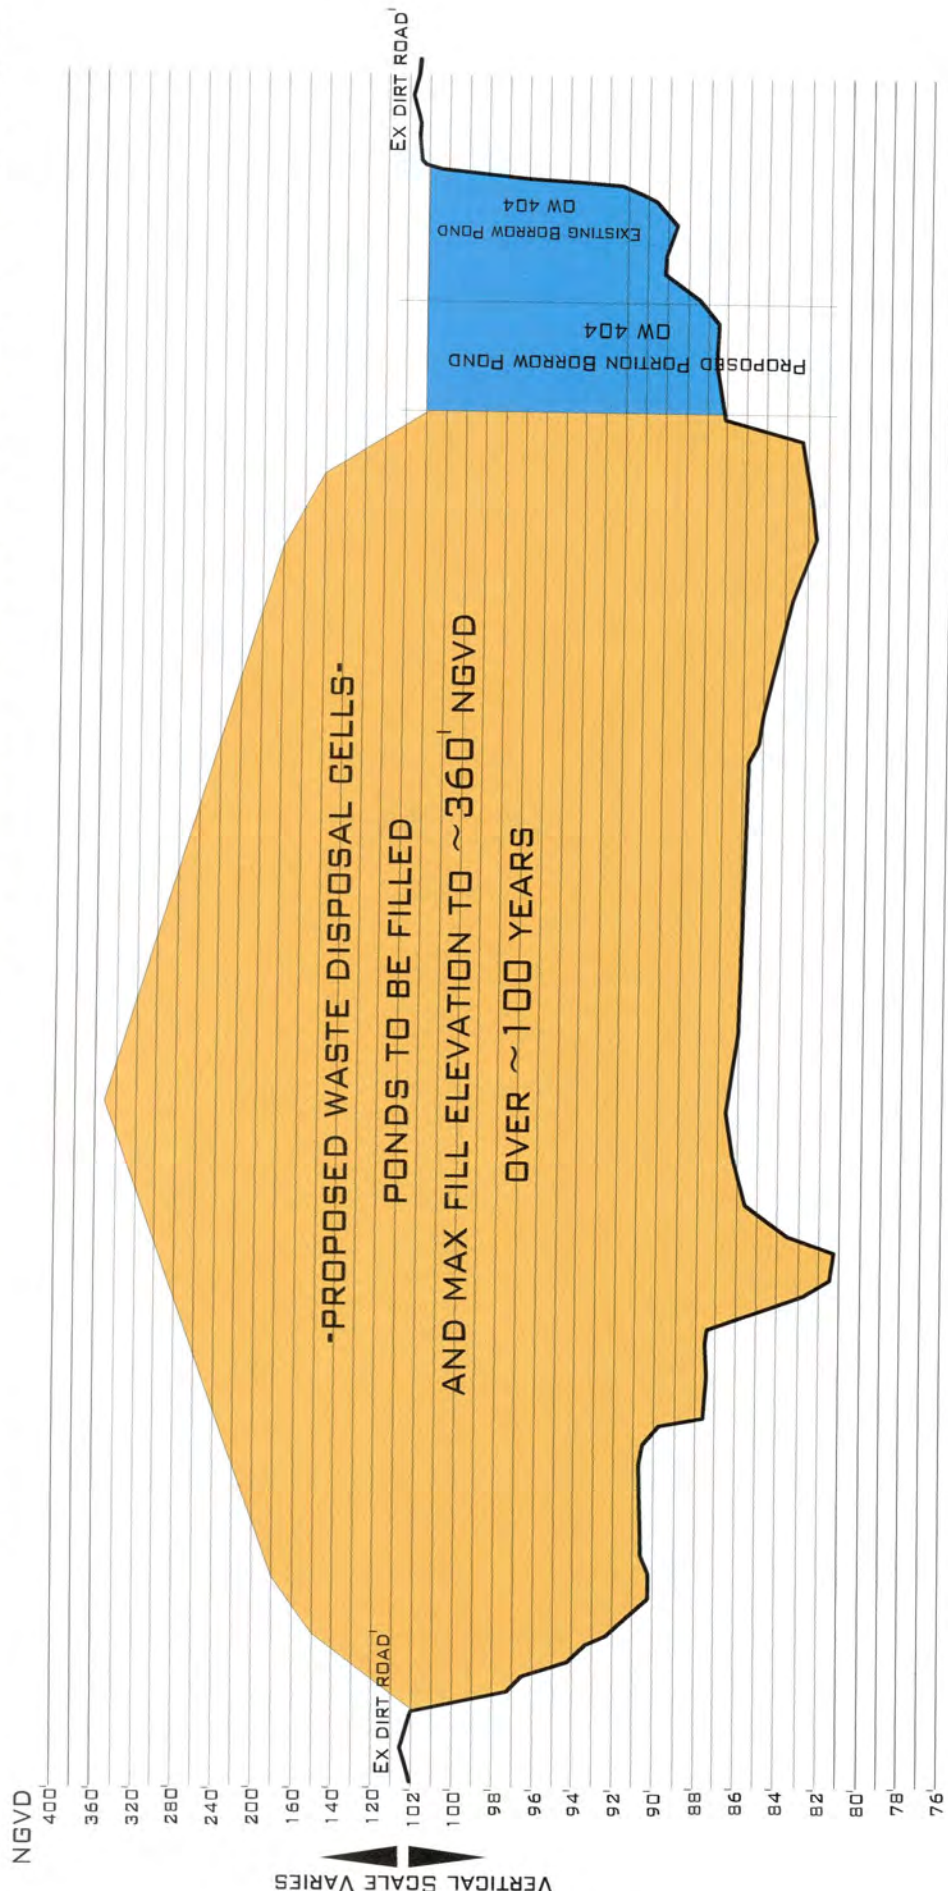 NGVD
400'
360'
320'
280'
240'
200'
160'
120'
102'
100'
98'
96'
94'
92'
90'
88'
86'
84'
82'
80'
78'
76'
VERTICAL SCALE VARIES
EX DIRT ROAD'
-PROPOSED WASTE DISPOSAL CELLS-
PONDS TO BE FILLED
AND MAX FILL ELEVATION TO ~360' NGVD
OVER ~100 YEARS
PROPOSED PORTION BORROW POND
OW 404
EXISTING BORROW POND
OW 404
EX DIRT ROAD'